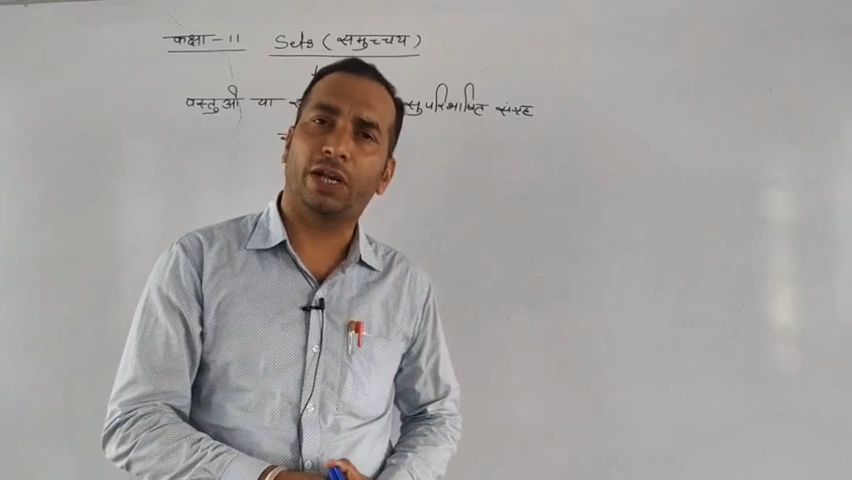 कक्षा - 11 Sets (समुच्चय)
वस्तुओ या सुपरिभाषित संग्रह